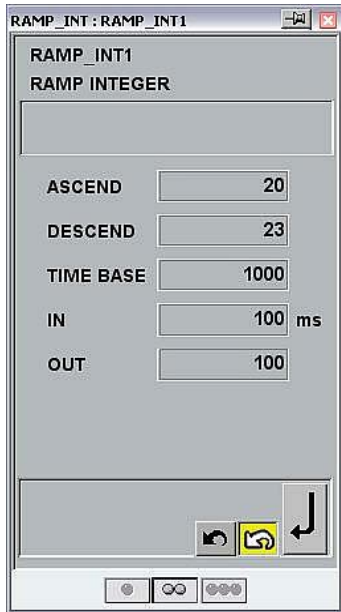 RAMP_INT : RAMP_INT1
RAMP_INT1
RAMP INTEGER
ASCEND 20
DESCEND 23
TIME BASE 1000
IN 100 ms
OUT 100